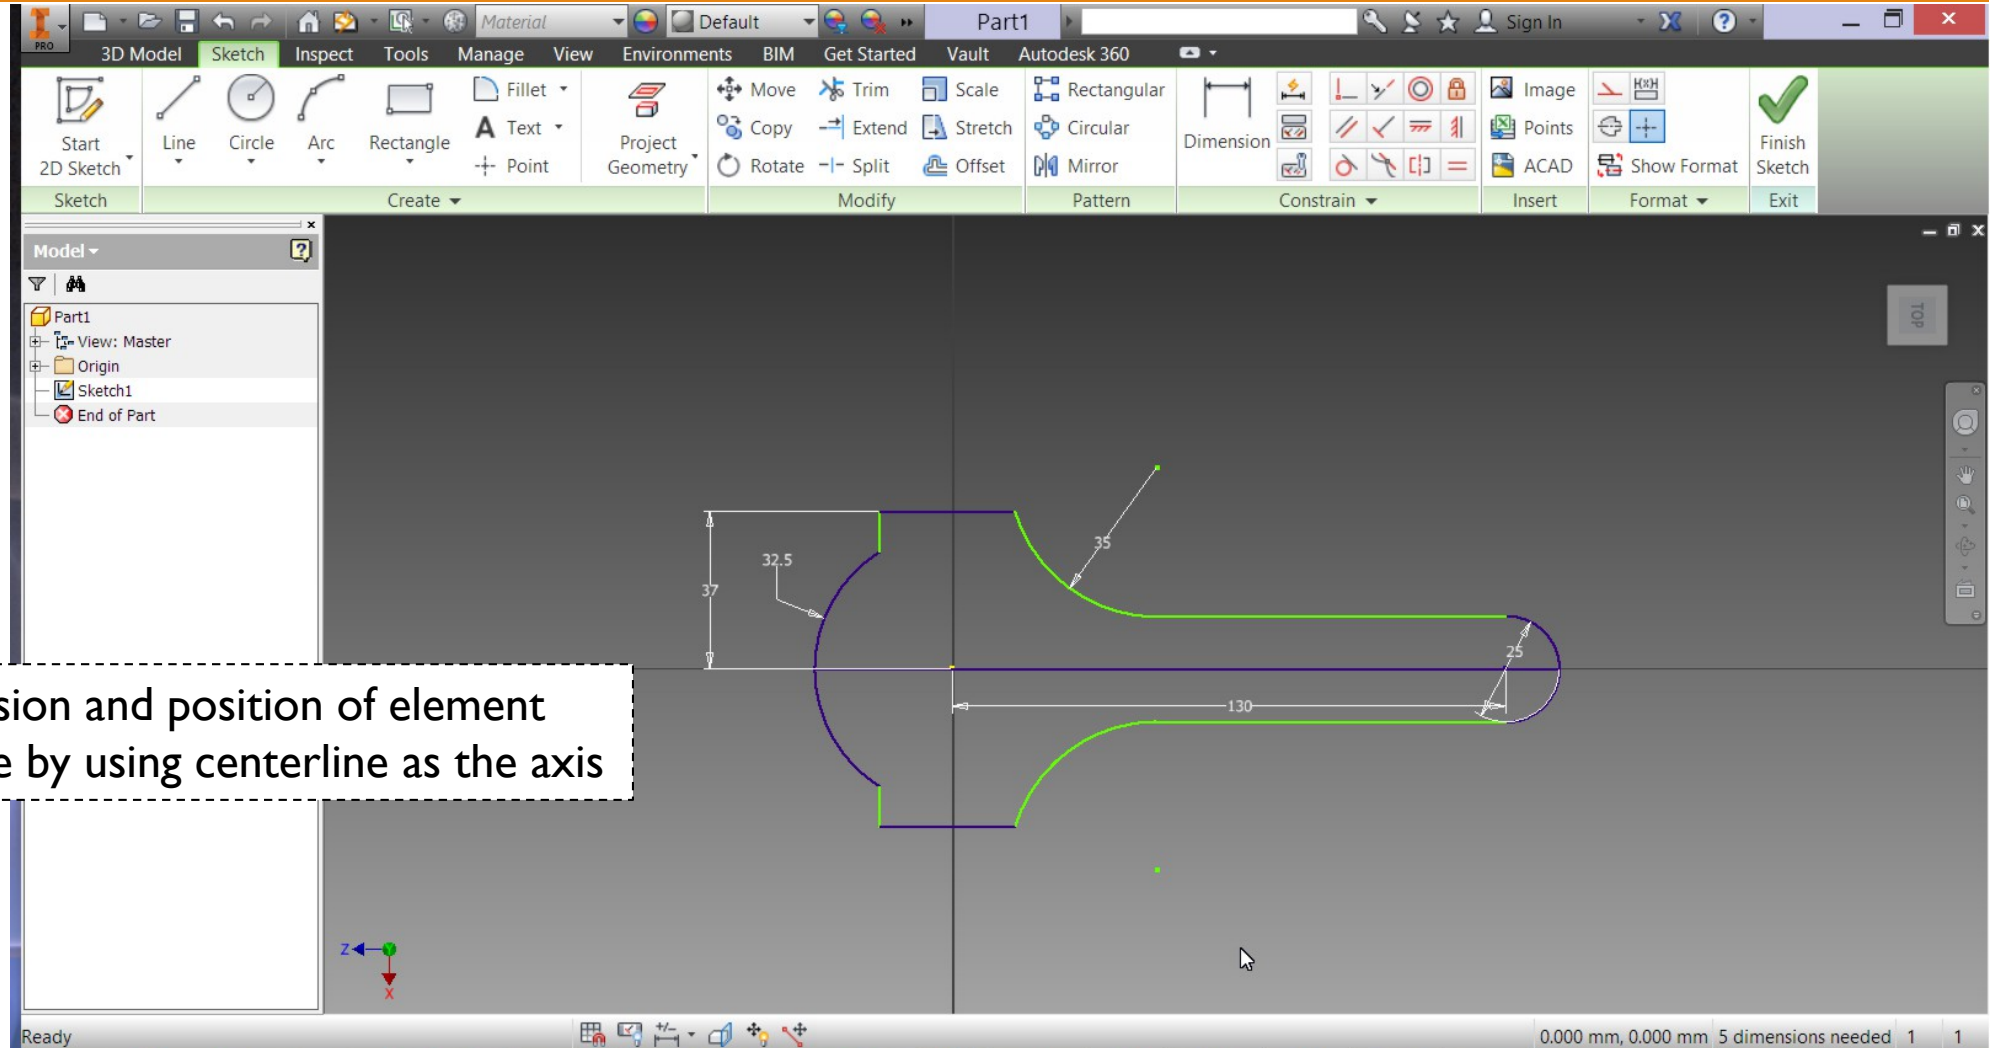 PRO
Material
Default
Part1
Sign In
3D Model Sketch Inspect Tools Manage View Environments BIM Get Started Vault Autodesk 360
Start
2D Sketch
Line
Circle
Arc
Rectangle
Fillet
Text
Point
Project
Geometry
Move
Copy
Rotate
Trim
Extend
Split
Scale
Stretch
Offset
Rectangular
Circular
Mirror
Dimension
Image
Points
ACAD
Show Format
Finish
Sketch
Sketch Create Modify Pattern Constrain Insert Format Exit
Model
Part1
View: Master
Origin
Sketch1
End of Part
TOP
35
32.5
37
25
130
sion and position of element
e by using centerline as the axis
Z
X
Ready
0.000 mm, 0.000 mm 5 dimensions needed 1 1